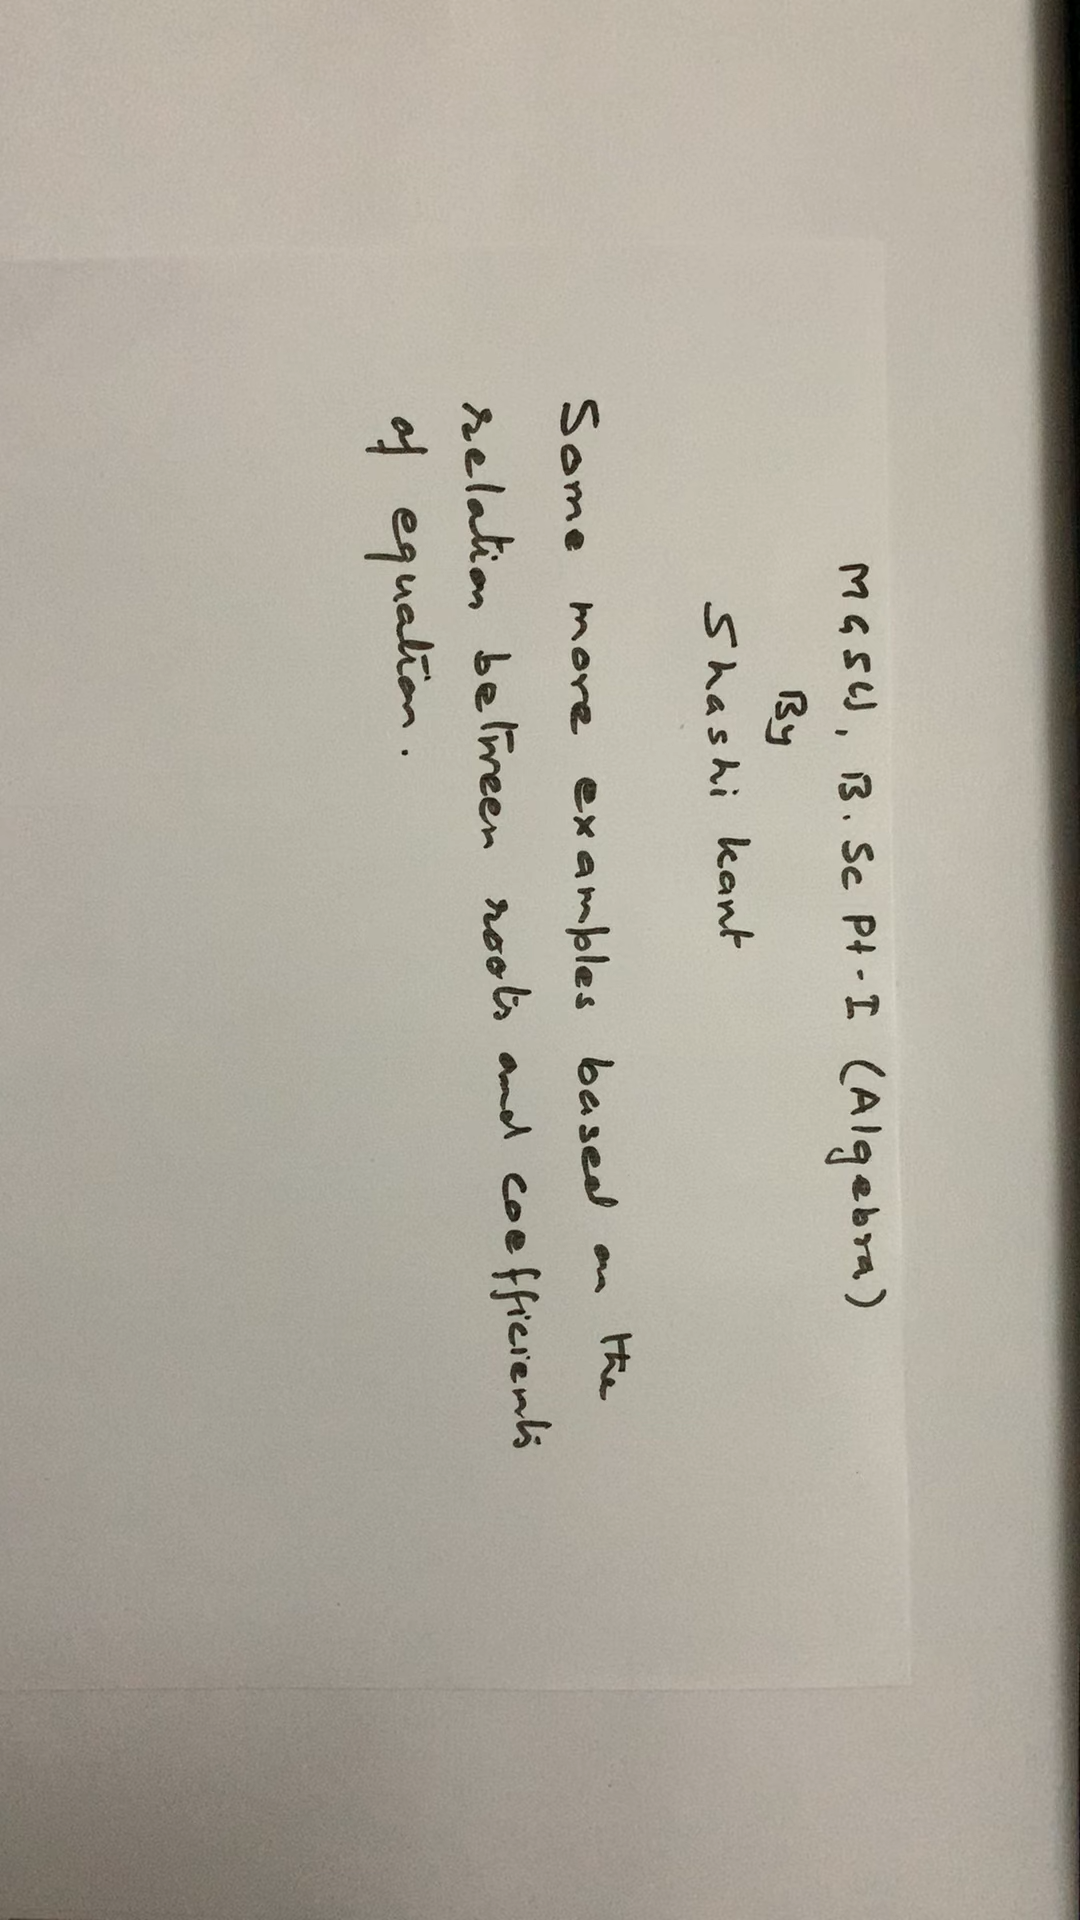 MGSU, B.Sc Pt-I (Algebra)
By
Shashi kant
Some more examples based on the
relation between roots and coefficients
of equation.